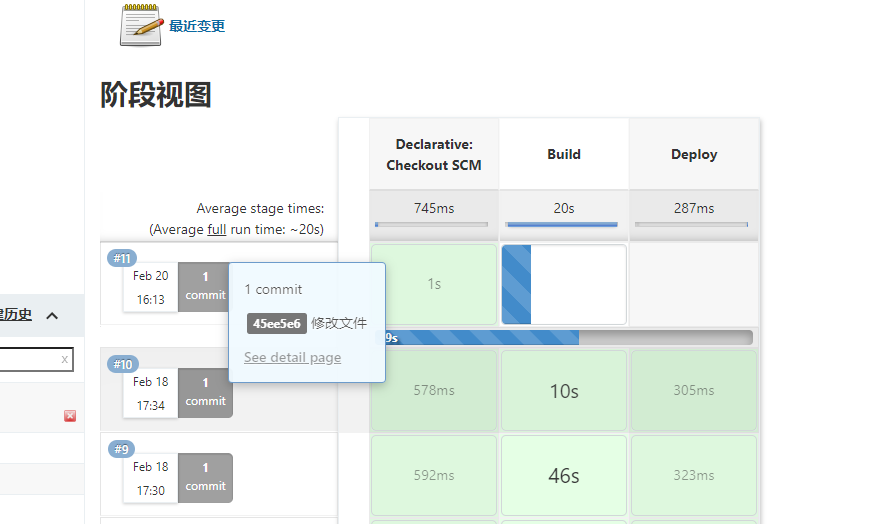 最近变更
阶段视图
Declarative:
Checkout SCM
Build
Deploy
Average stage times:
(Average full run time: ~20s)
745ms
20s
287ms
#11
Feb 20
16:13
1
commit
1 commit
45ee5e6 修改文件
See detail page
1s
9s
建历史
x
#10
Feb 18
17:34
1
commit
578ms
10s
305ms
#9
Feb 18
17:30
1
commit
592ms
46s
323ms